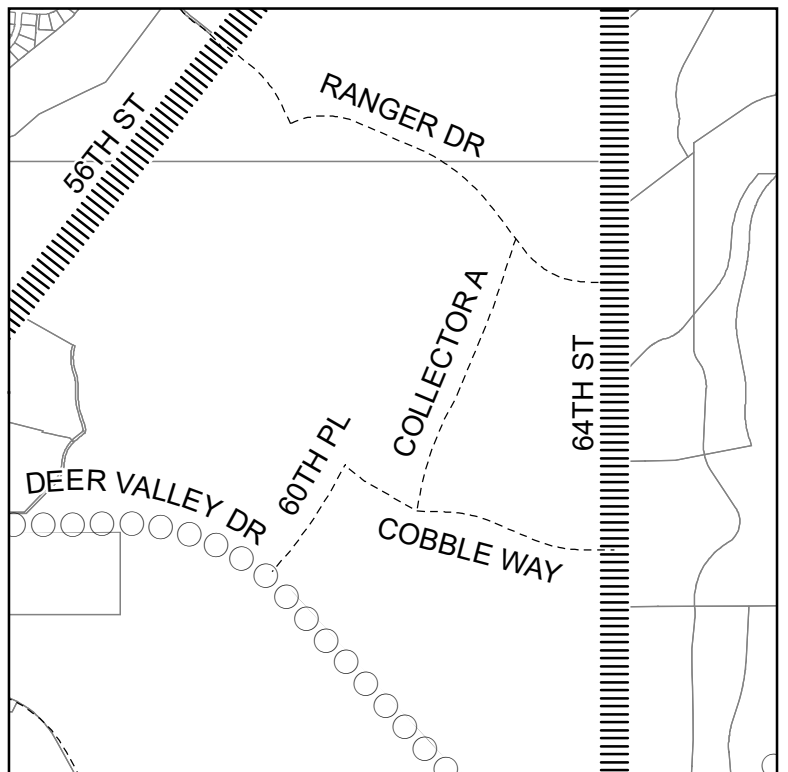 RANGER DR
56TH ST
COLLECTOR A
64TH ST
60TH PL
DEER VALLEY DR
COBBLE WAY